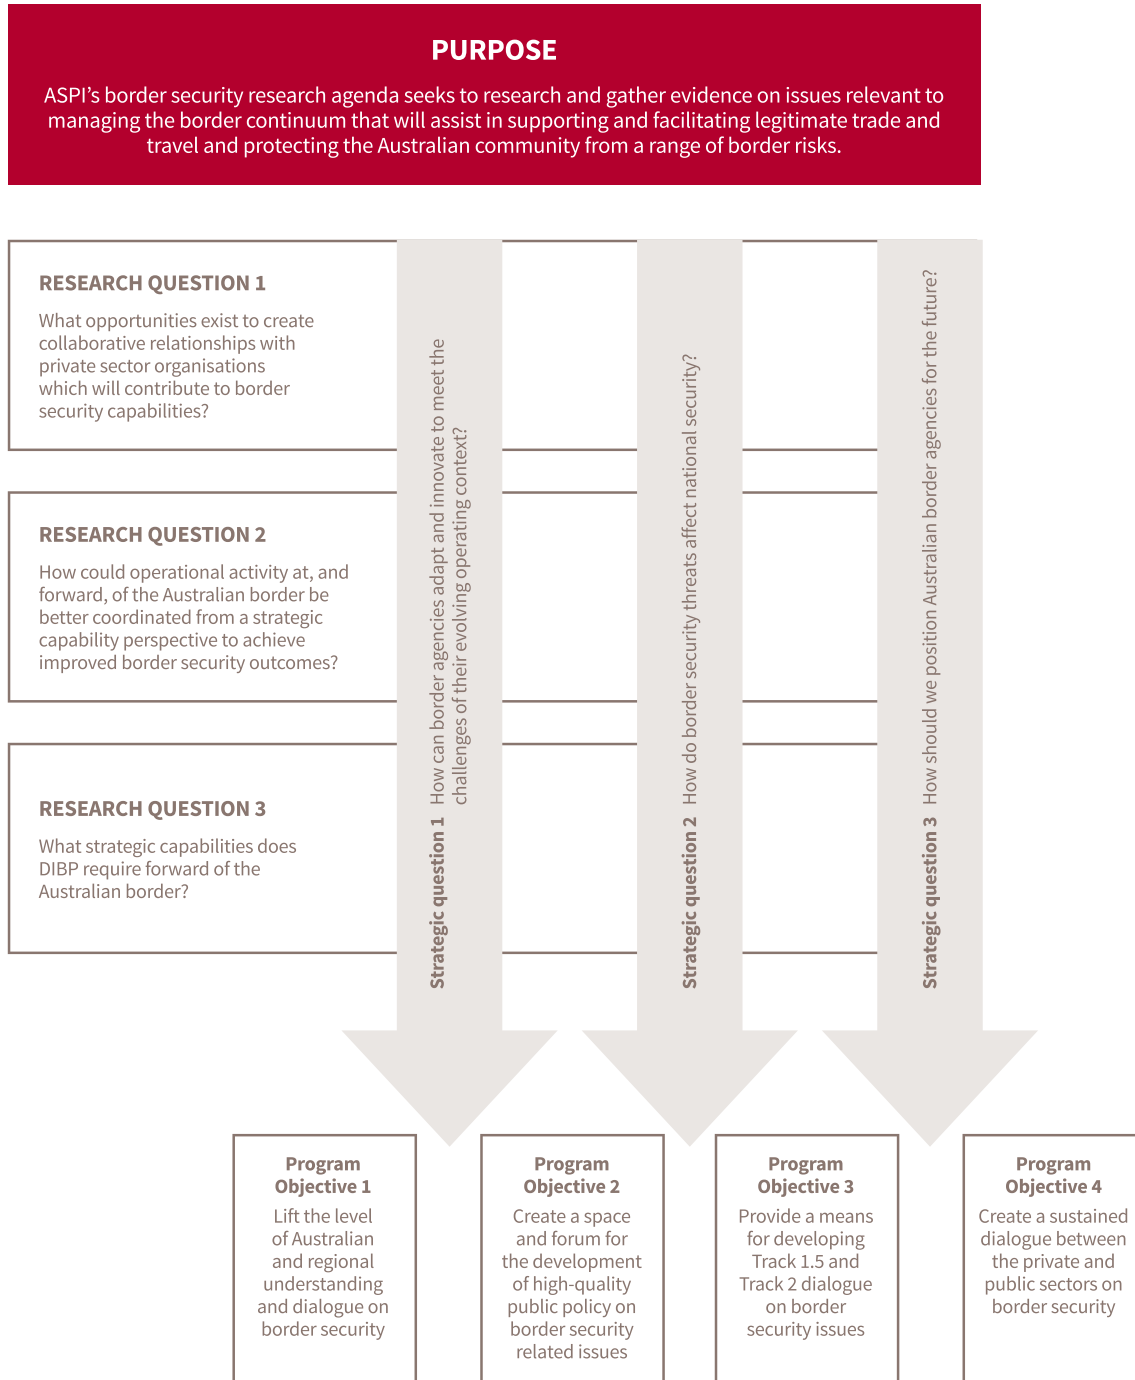 PURPOSE
ASPI’s border security research agenda seeks to research and gather evidence on issues relevant to
managing the border continuum that will assist in supporting and facilitating legitimate trade and
travel and protecting the Australian community from a range of border risks.
RESEARCH QUESTION 1
What opportunities exist to create
collaborative relationships with
private sector organisations
which will contribute to border
security capabilities?
RESEARCH QUESTION 2
How could operational activity at, and
forward, of the Australian border be
better coordinated from a strategic
capability perspective to achieve
improved border security outcomes?
RESEARCH QUESTION 3
What strategic capabilities does
DIBP require forward of the
Australian border?
Strategic question 1 How can border agencies adapt and innovate to meet the
challenges of their evolving operating context?
Strategic question 2 How do border security threats affect national security?
Strategic question 3 How should we position Australian border agencies for the future?
Program
Objective 1
Lift the level
of Australian
and regional
understanding
and dialogue on
border security
Program
Objective 2
Create a space
and forum for
the development
of high-quality
public policy on
border security
related issues
Program
Objective 3
Provide a means
for developing
Track 1.5 and
Track 2 dialogue
on border
security issues
Program
Objective 4
Create a sustained
dialogue between
the private and
public sectors on
border security